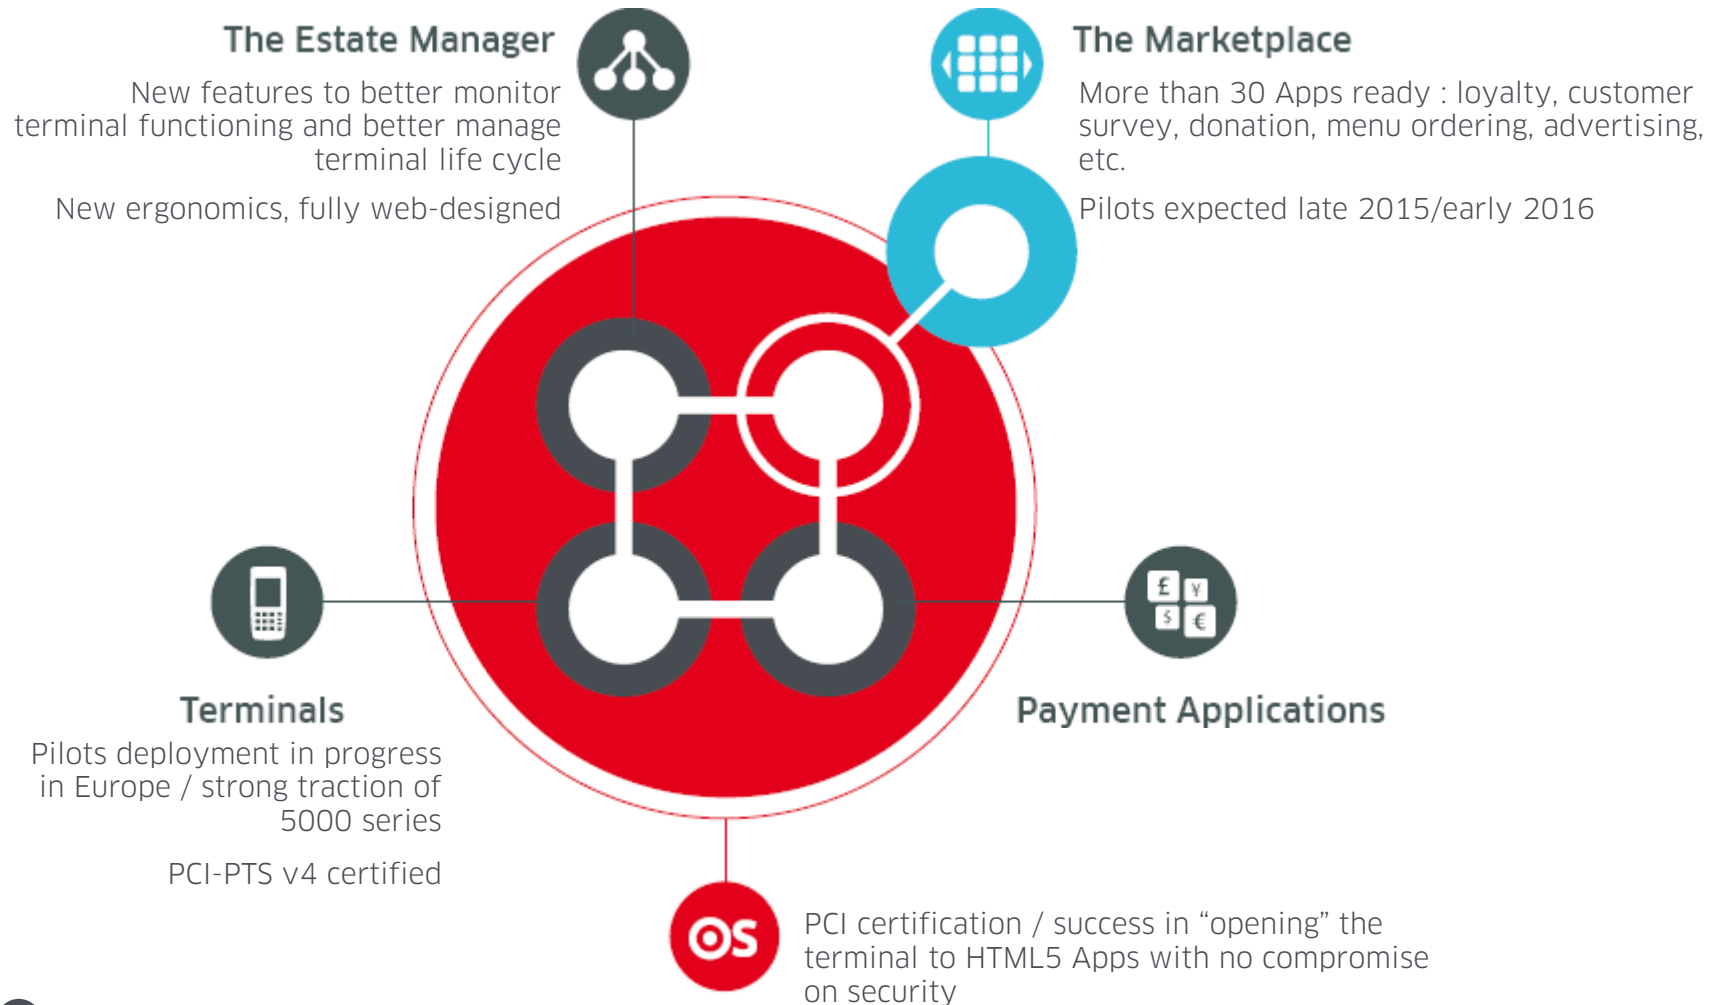 The Estate Manager
New features to better monitor
terminal functioning and better manage
terminal life cycle
New ergonomics, fully web-designed
The Marketplace
More than 30 Apps ready : loyalty, customer
survey, donation, menu ordering, advertising,
etc.
Pilots expected late 2015/early 2016
£ ¥
$ €
Terminals
Pilots deployment in progress
in Europe / strong traction of
5000 series
PCI-PTS v4 certified
Payment Applications
OS
PCI certification / success in “opening” the
terminal to HTML5 Apps with no compromise
on security